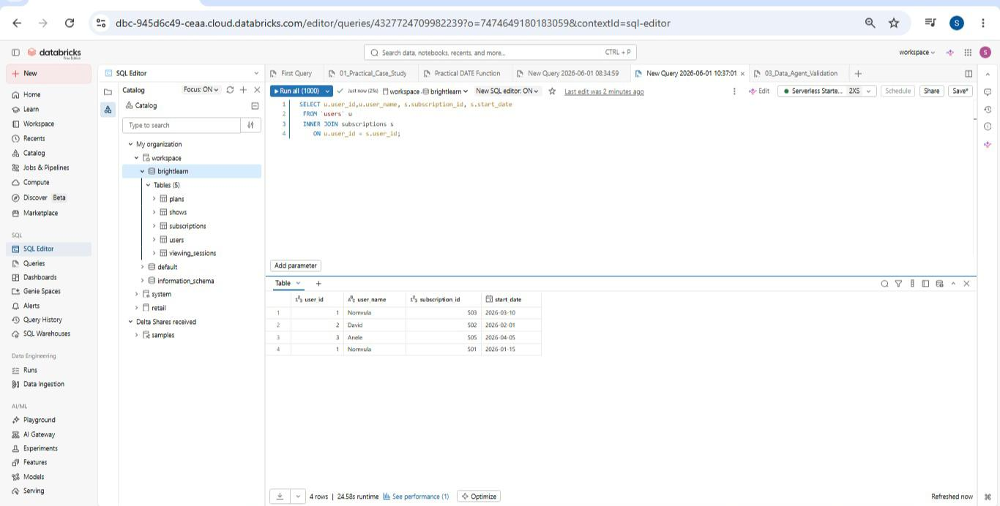 dbc-945d6c49-ceaa.cloud.databricks.com/editor/queries/432772470998223​9?o=7474649180183059&contextId=sql-editor
S
databricks
Free Edition
Search data, notebooks, recents, and more...
CTRL + P
workspace
S
New
Home
Learn
Workspace
Recents
Catalog
Jobs & Pipelines
Compute
Discover Beta
Marketplace
SQL
SQL Editor
Queries
Dashboards
Genie Spaces
Alerts
Query History
SQL Warehouses
Data Engineering
Runs
Data Ingestion
AI/ML
Playground
AI Gateway
Experiments
Features
Models
Serving
SQL Editor
Catalog
Focus: ON
Catalog
Type to search
My organization
workspace
brightlearn
Tables (5)
plans
shows
subscriptions
users
viewing_sessions
default
information_schema
system
retail
Delta Shares received
samples
First Query
01_Practical_Case_Study
Practical DATE Function
New Query 2026-06-01 08:34:59
New Query 2026-06-01 10:37:01
03_Data_Agent_Validation
Run all (1000)
Just now (25s)
workspace.
brightlearn
New SQL editor: ON
Last edit was 2 minutes ago
Edit
Serverless Starte...
2XS
Schedule
Share
Save*
1 SELECT u.user_id,u.user_name, s.subscription_id, s.start_date
2 FROM `users` u
3 INNER JOIN subscriptions s
4 ON u.user_id = s.user_id;
Add parameter
Table
user_id user_name subscription_id start_date
1 1 Nomvula 503 2026-03-10
2 2 David 502 2026-02-01
3 3 Anele 505 2026-04-05
4 1 Nomvula 501 2026-01-15
4 rows | 24.58s runtime
See performance (1)
Optimize
Refreshed now